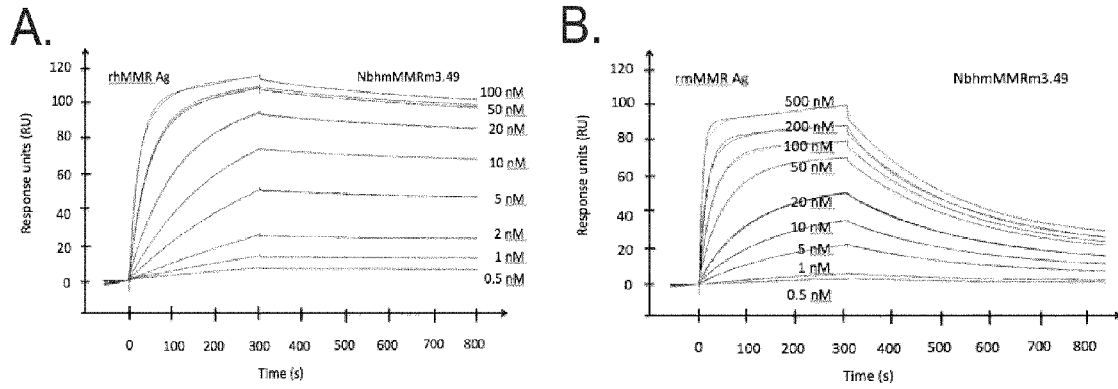 A.
Response units (RU)
120
100
80
60
40
20
0
rhMMR Ag
NbhmMMRm3.49
100 nM
50 nM
20 nM
10 nM
5 nM
2 nM
1 nM
0.5 nM
0 100 200 300 400 500 600 700 800
Time (s)
B.
Response units (RU)
120
100
80
60
40
20
0
rmMMR Ag
NbhmMMRm3.49
500 nM
200 nM
100 nM
50 nM
20 nM
10 nM
5 nM
1 nM
0.5 nM
0 100 200 300 400 500 600 700 800
Time (s)